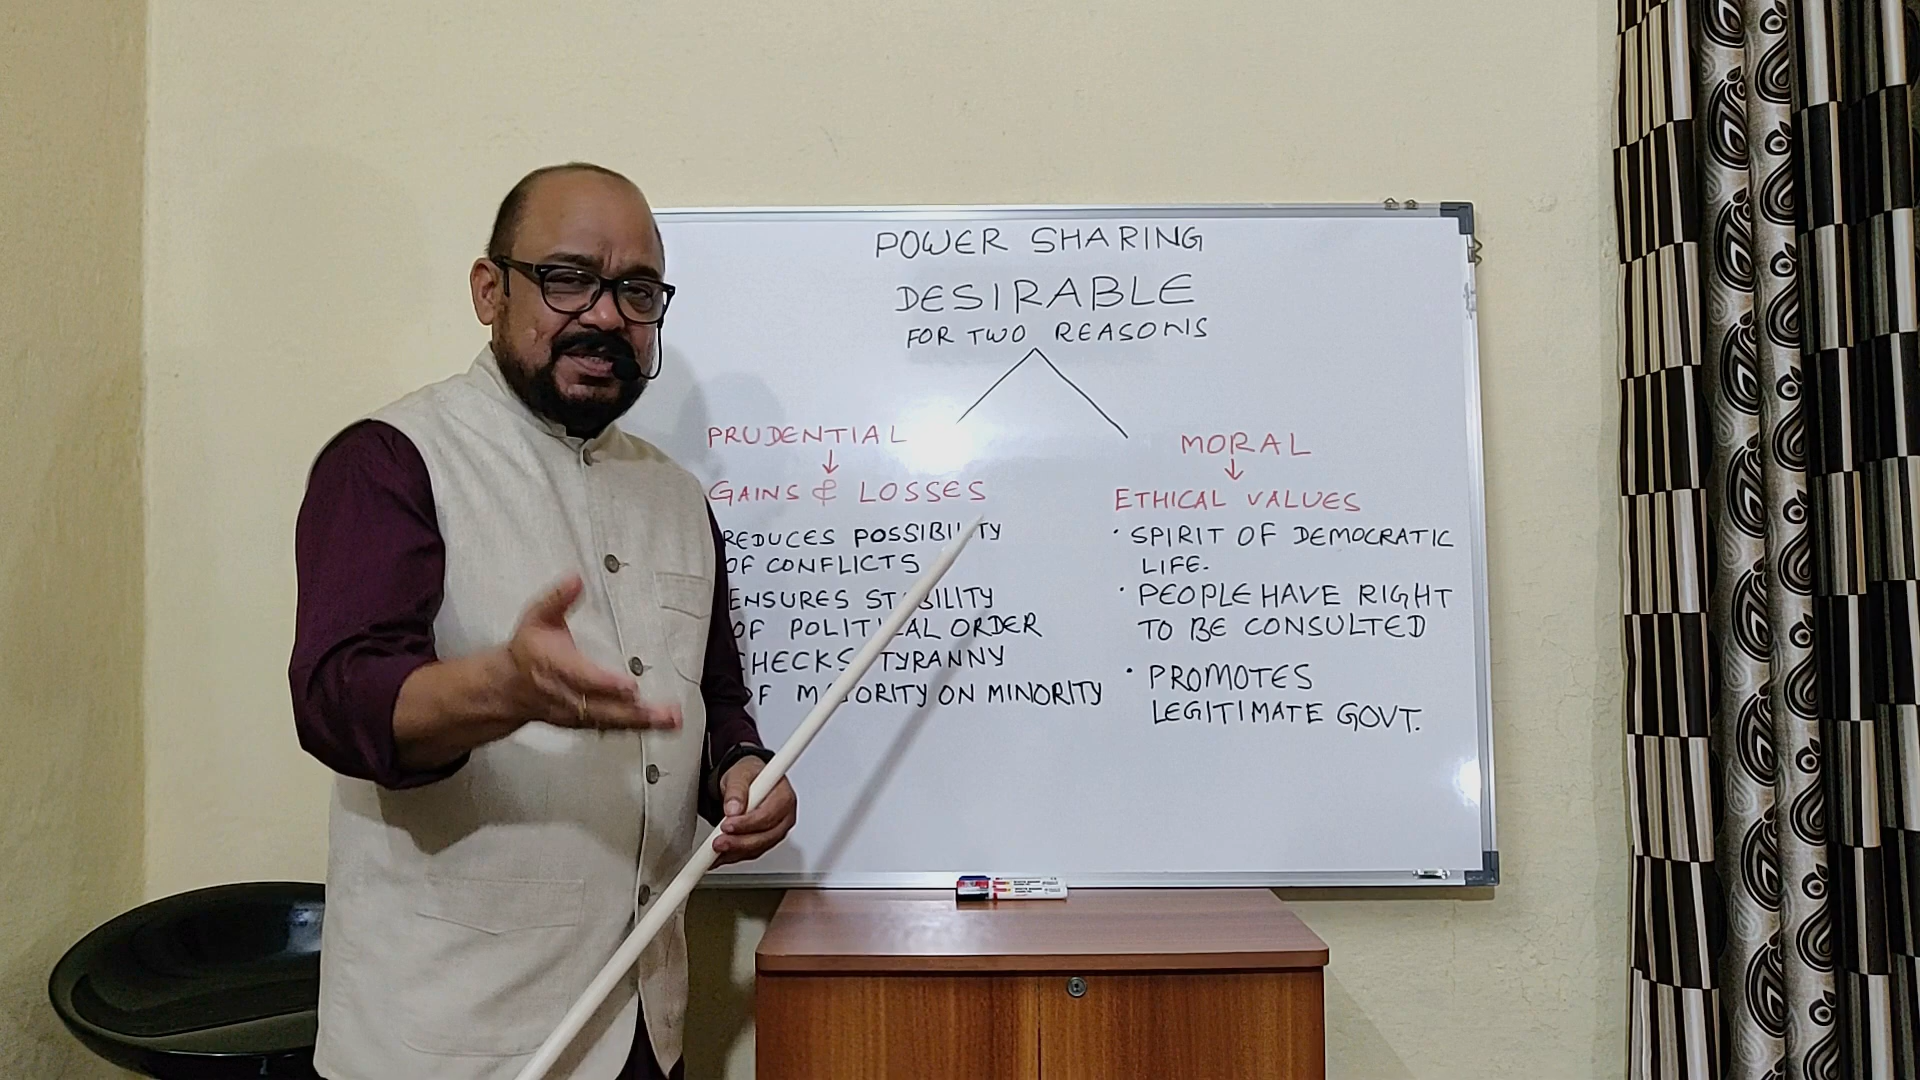 POWER SHARING
DESIRABLE
FOR TWO REASONS
PRUDENTIAL
↓
GAINS & LOSSES
REDUCES POSSIBILITY
OF CONFLICTS
ENSURES STABILITY
OF POLITICAL ORDER
CHECKS TYRANNY
OF MAJORITY ON MINORITY
MORAL
↓
ETHICAL VALUES
• SPIRIT OF DEMOCRATIC
LIFE.
• PEOPLE HAVE RIGHT
TO BE CONSULTED
• PROMOTES
LEGITIMATE GOVT.